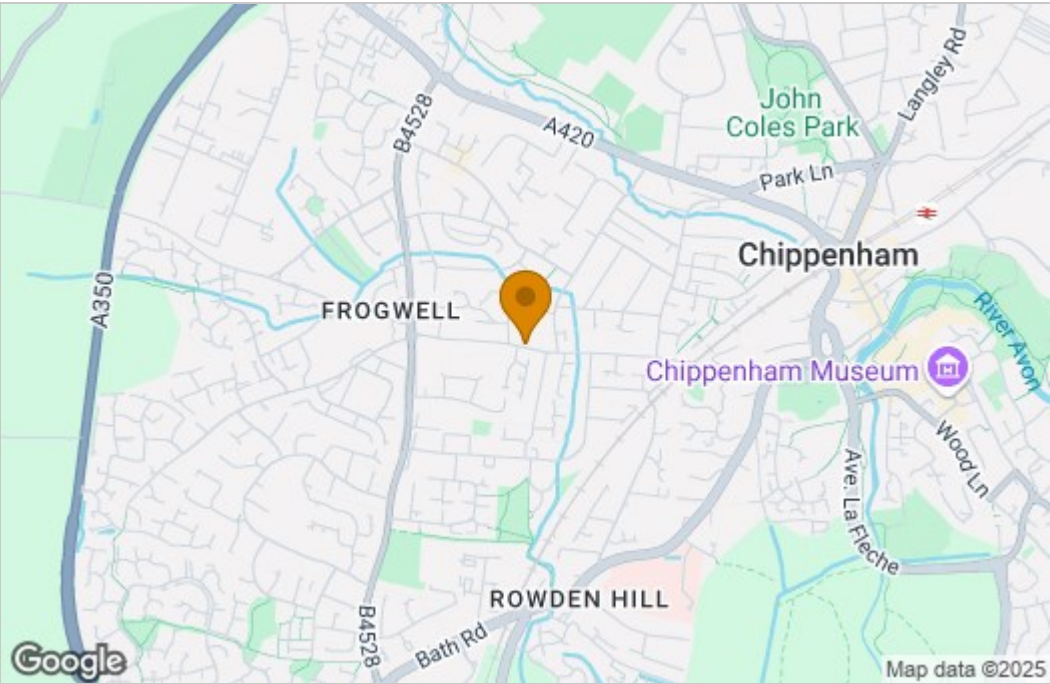 Langley Rd
John
Coles Park
B4528
A420
Park Ln
Chippenham
A350
FROGWELL
River Avon
Chippenham Museum
Wood Ln
Ave. La Fleche
ROWDEN HILL
B4528
Bath Rd
Google
Map data ©2025